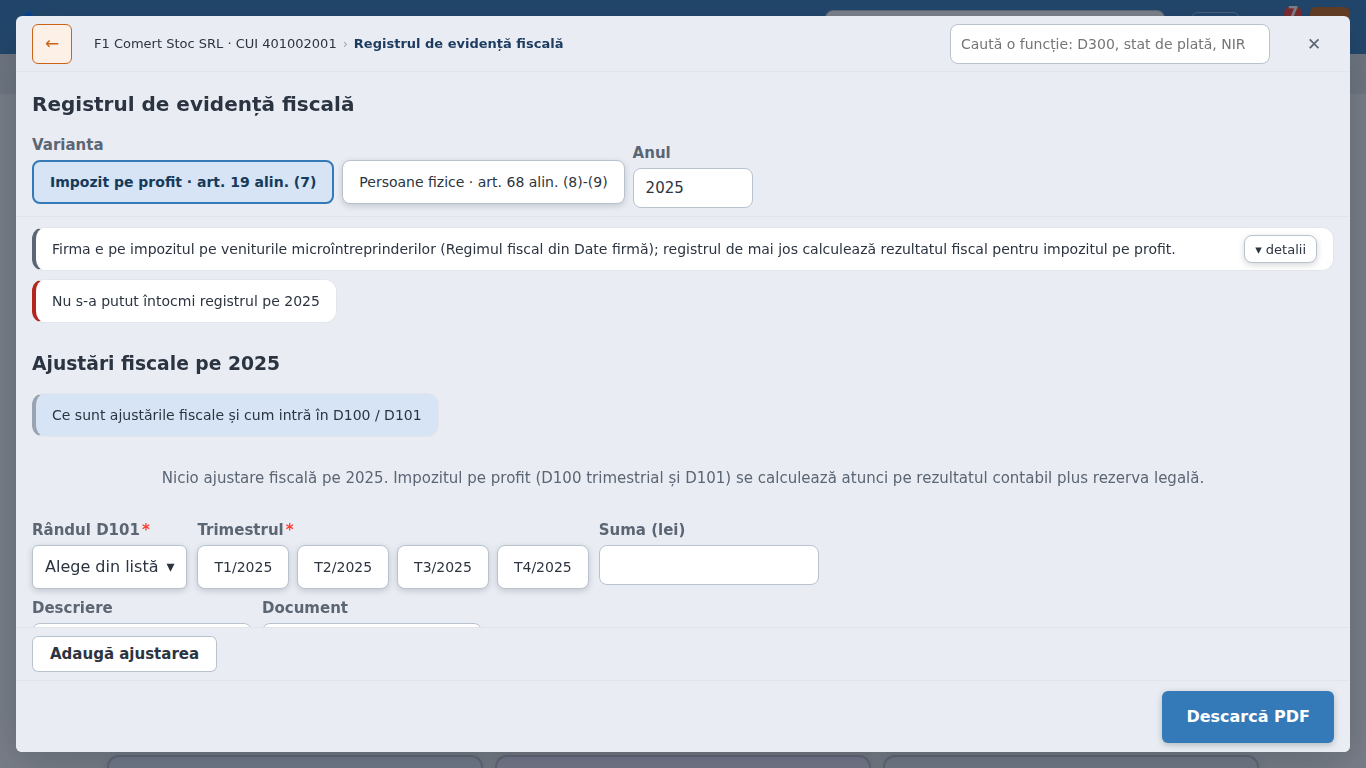 7
←
F1 Comert Stoc SRL · CUI 401002001 › Registrul de evidență fiscală
Caută o funcție: D300, stat de plată, NIR
✕
Registrul de evidență fiscală
Varianta
Anul
Impozit pe profit · art. 19 alin. (7)
Persoane fizice · art. 68 alin. (8)-(9)
2025
Firma e pe impozitul pe veniturile microîntreprinderilor (Regimul fiscal din Date firmă); registrul de mai jos calculează rezultatul fiscal pentru impozitul pe profit.
▾ detalii
Nu s-a putut întocmi registrul pe 2025
Ajustări fiscale pe 2025
Ce sunt ajustările fiscale și cum intră în D100 / D101
Nicio ajustare fiscală pe 2025. Impozitul pe profit (D100 trimestrial și D101) se calculează atunci pe rezultatul contabil plus rezerva legală.
Rândul D101 *
Trimestrul *
Suma (lei)
Alege din listă ▾
T1/2025
T2/2025
T3/2025
T4/2025
Descriere
Document
Adaugă ajustarea
Descarcă PDF